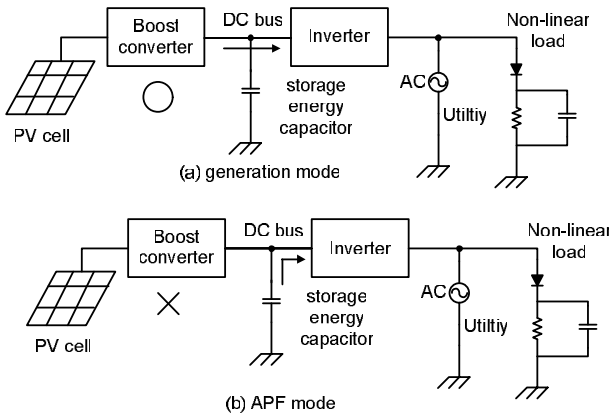 Boost
converter
DC bus
Inverter
Non-linear
load
PV cell
storage
energy
capacitor
AC
Utiltiy
(a) generation mode
Boost
converter
DC bus
Inverter
Non-linear
load
PV cell
storage
energy
capacitor
AC
Utiltiy
(b) APF mode